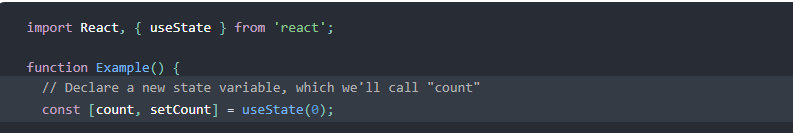 import React, { useState } from 'react';
function Example() {
// Declare a new state variable, which we'll call "count"
const [count, setCount] = useState(0);